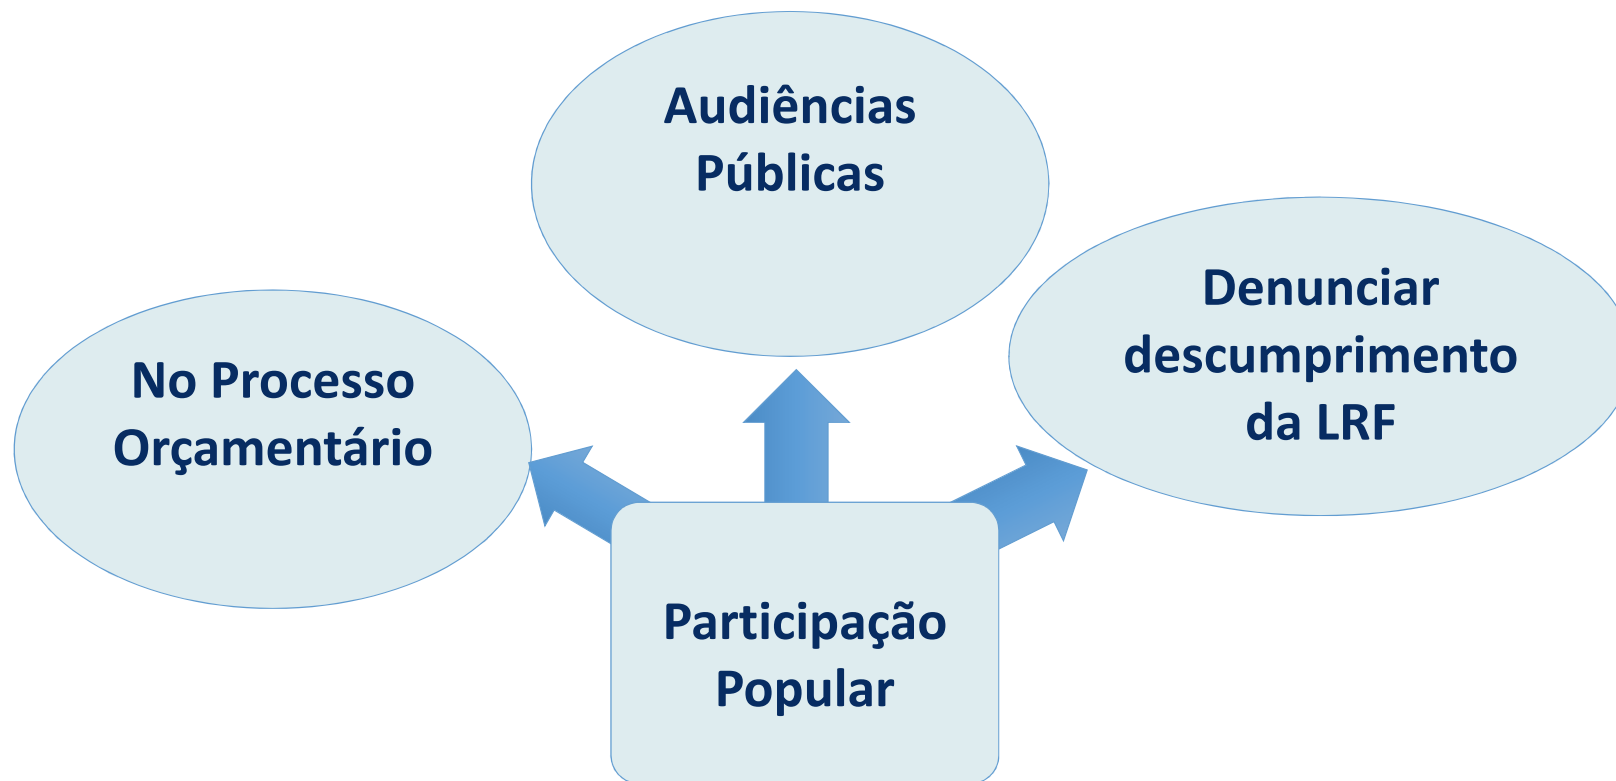 Audiências
Públicas
Denunciar
descumprimento
da LRF
No Processo
Orçamentário
Participação
Popular